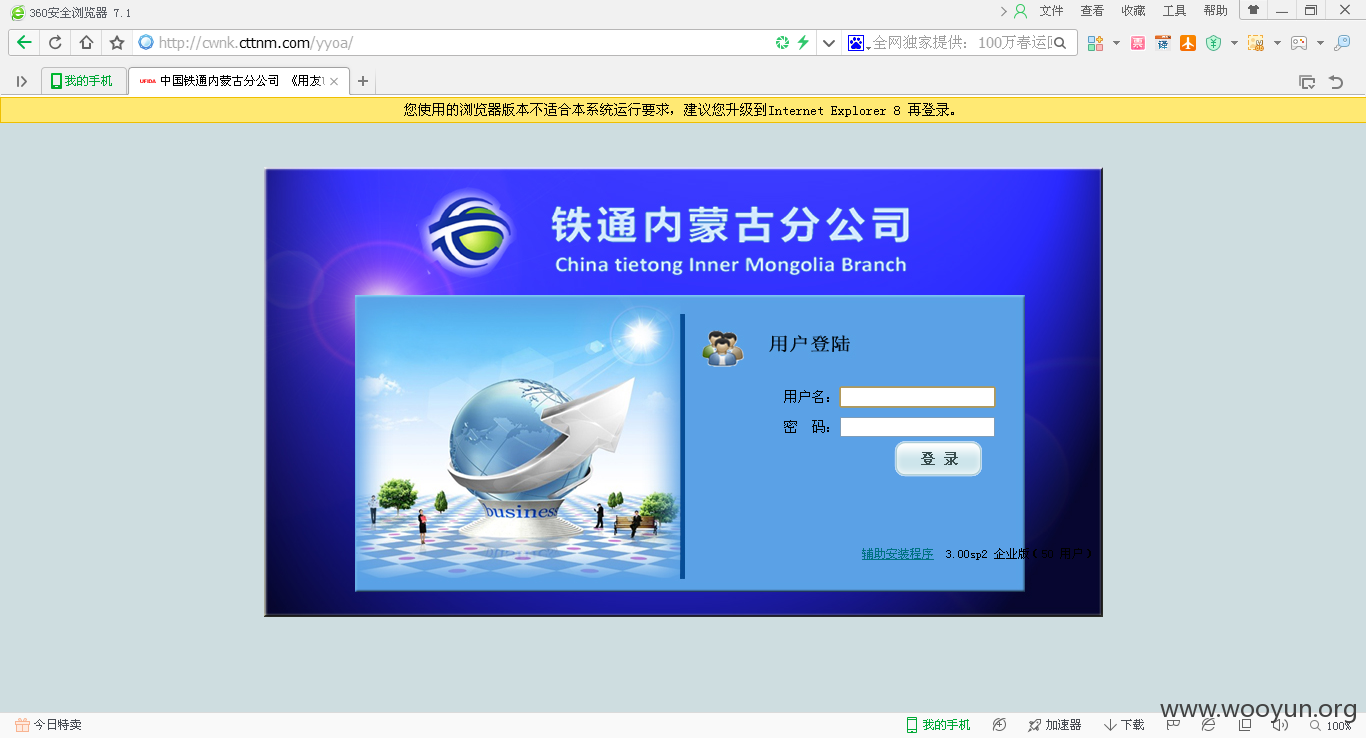 360安全浏览器 7.1
文件 查看 收藏 工具 帮助
http://cwnk.cttnm.com/yyoa/
全网独家提供: 100万春运
我的手机
UFIDA 中国铁通内蒙古分公司 《用友
您使用的浏览器版本不适合本系统运行要求，建议您升级到Internet Explorer 8 再登录。
铁通内蒙古分公司
China tietong Inner Mongolia Branch
用户登陆
用户名：
密 码：
登 录
business
辅助安装程序 3.00sp2 企业版( 50 用户)
www.wooyun.org
今日特卖
我的手机
加速器
下载
100%